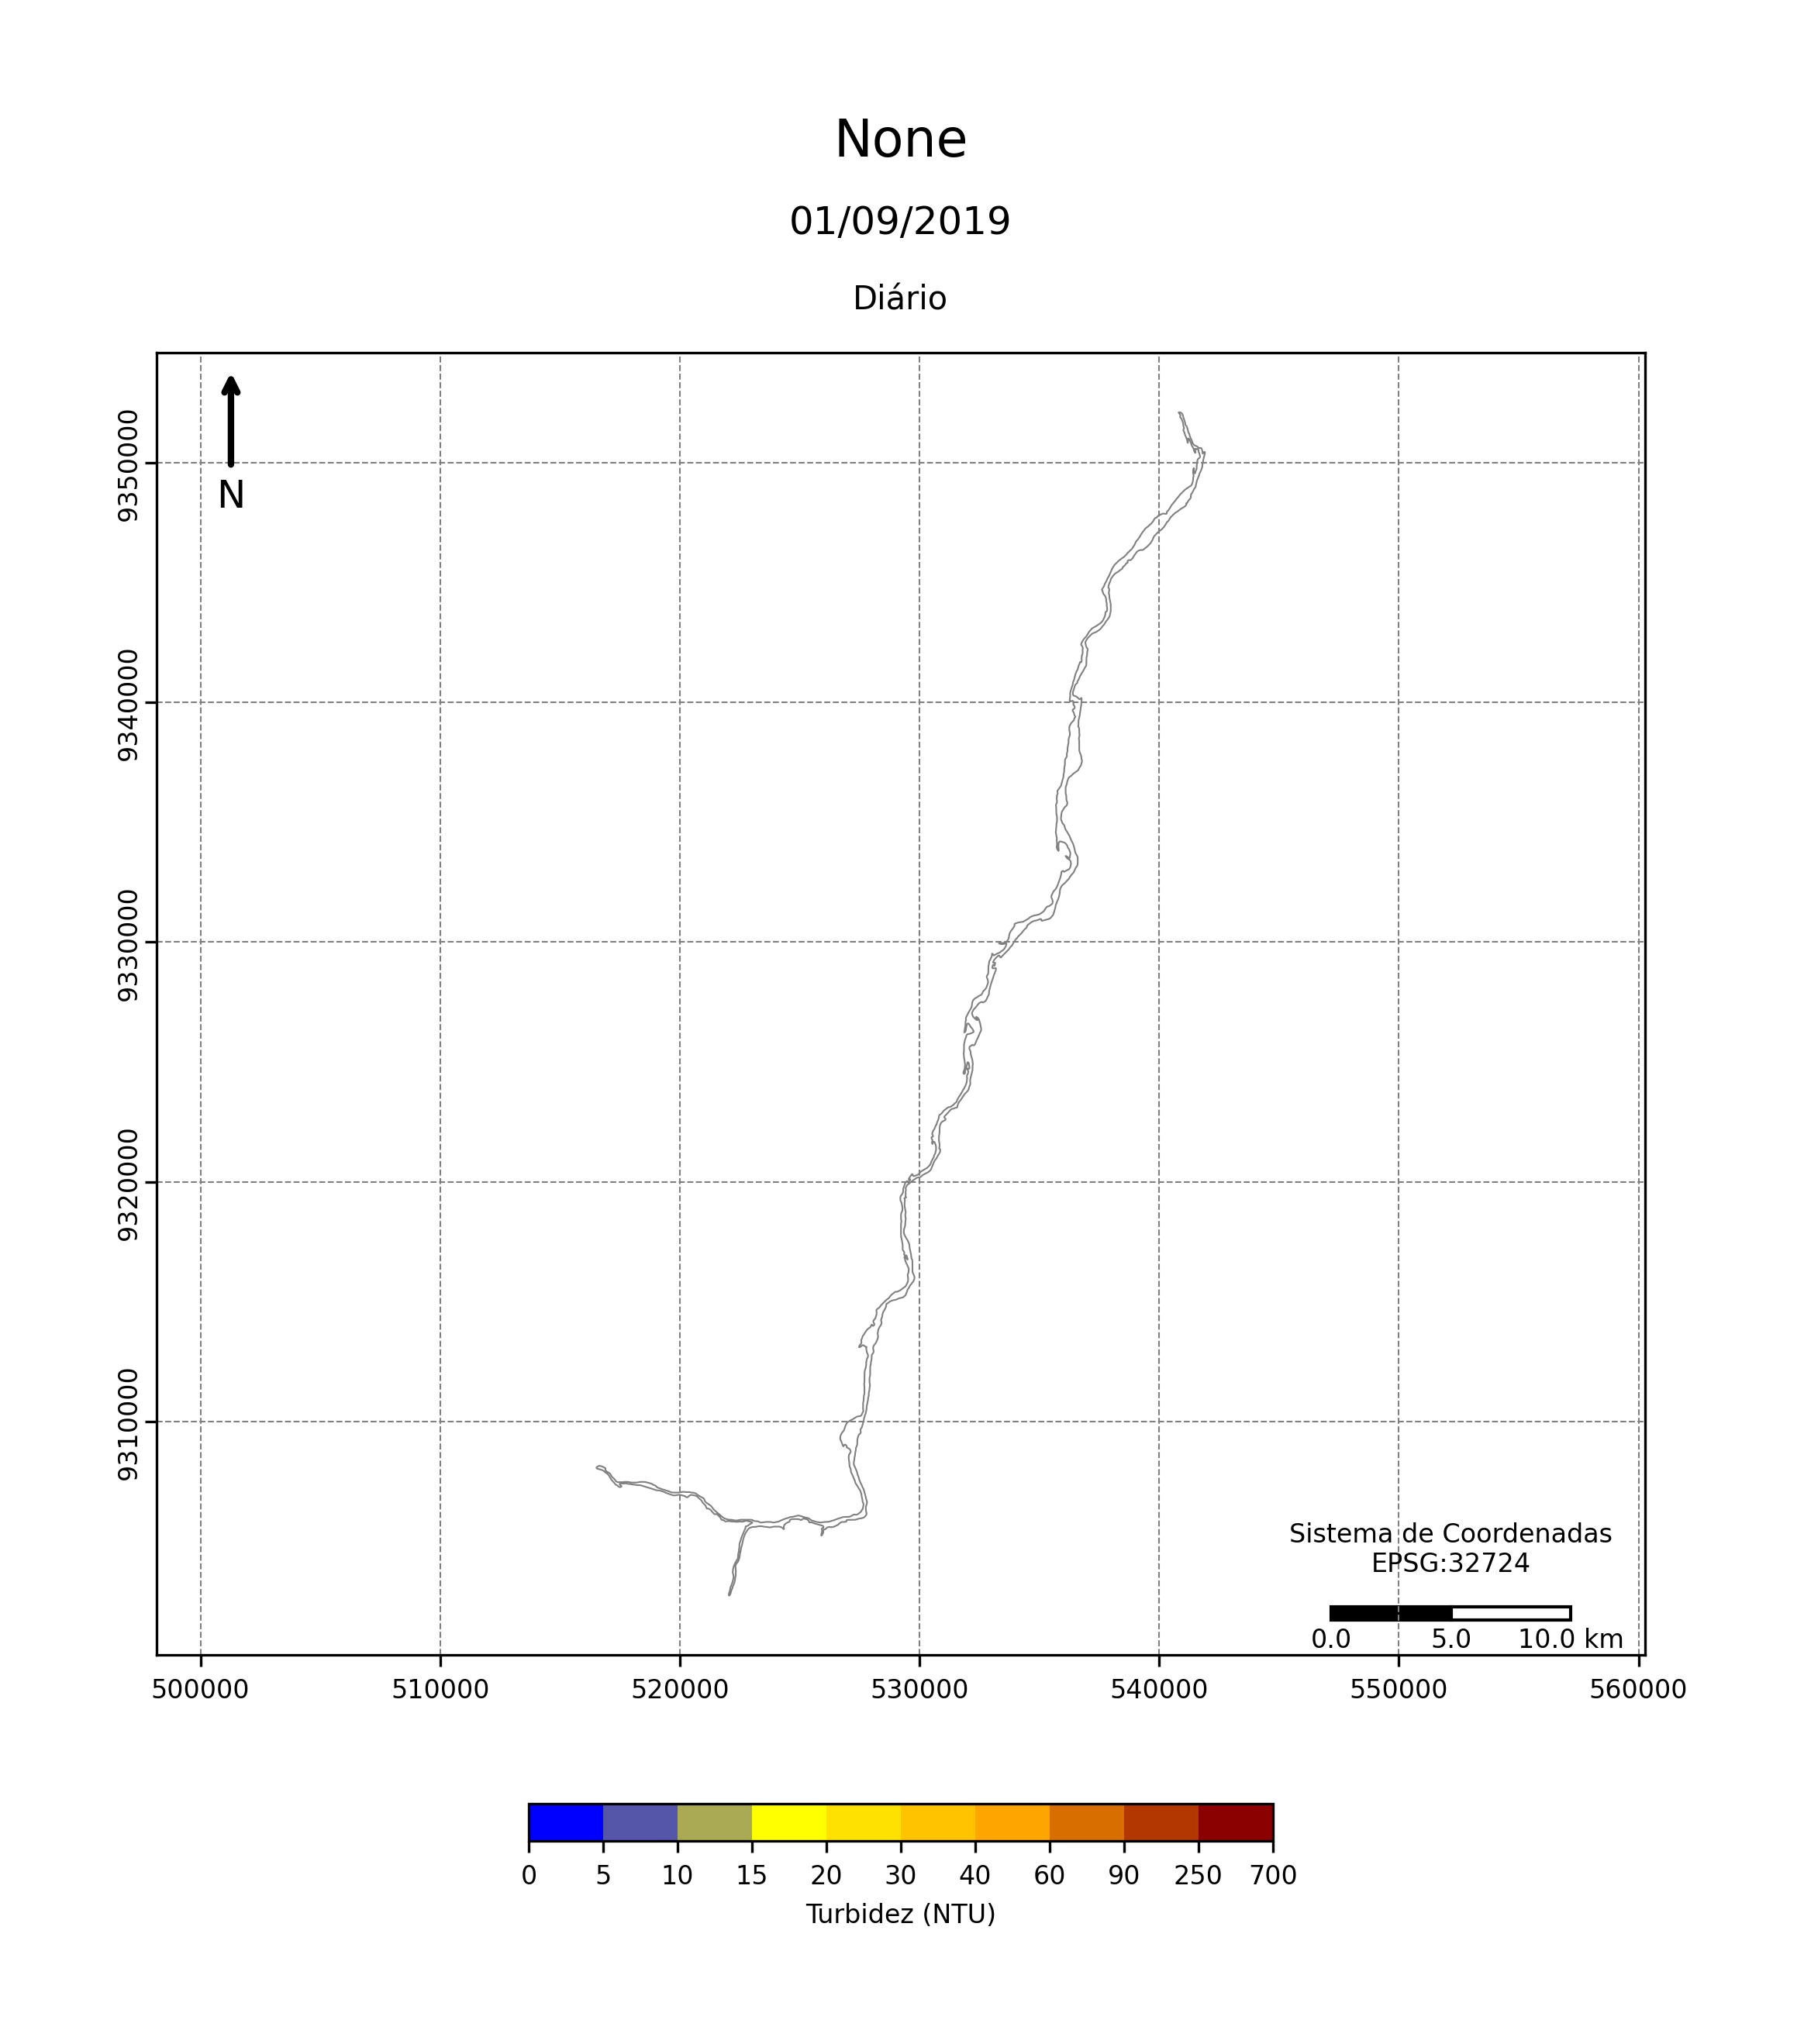 None
01/09/2019
Diário
N
9350000
9340000
9330000
9320000
9310000
Sistema de Coordenadas
EPSG:32724
0.0 5.0 10.0 km
500000 510000 520000 530000 540000 550000 560000
0 5 10 15 20 30 40 60 90 250 700
Turbidez (NTU)